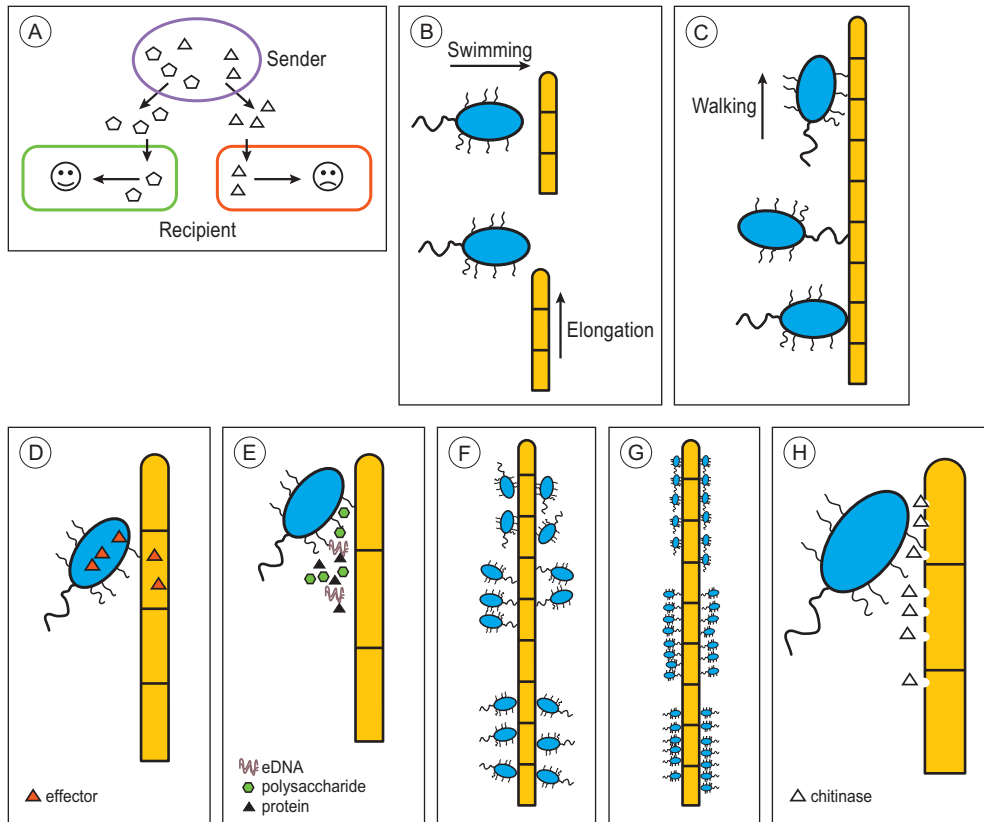 A
Sender
Recipient
B
Swimming
Elongation
C
Walking
D
effector
E
eDNA
polysaccharide
protein
F
G
H
chitinase